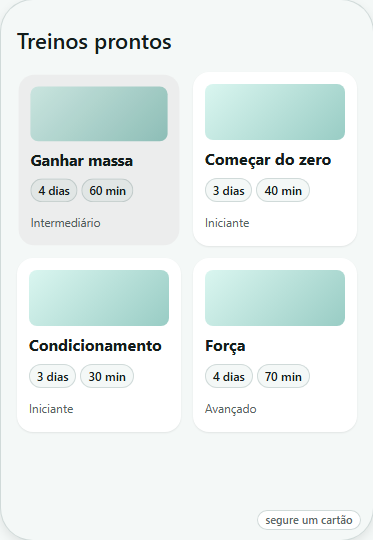 Treinos prontos
Ganhar massa
4 dias
60 min
Intermediário
Começar do zero
3 dias
40 min
Iniciante
Condicionamento
3 dias
30 min
Iniciante
Força
4 dias
70 min
Avançado
segure um cartão